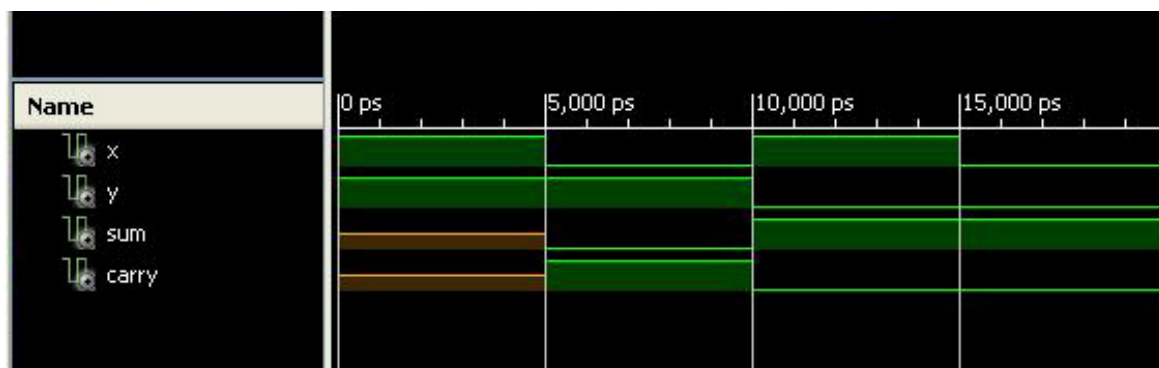 Name
0 ps 5,000 ps 10,000 ps 15,000 ps
x
y
sum
carry